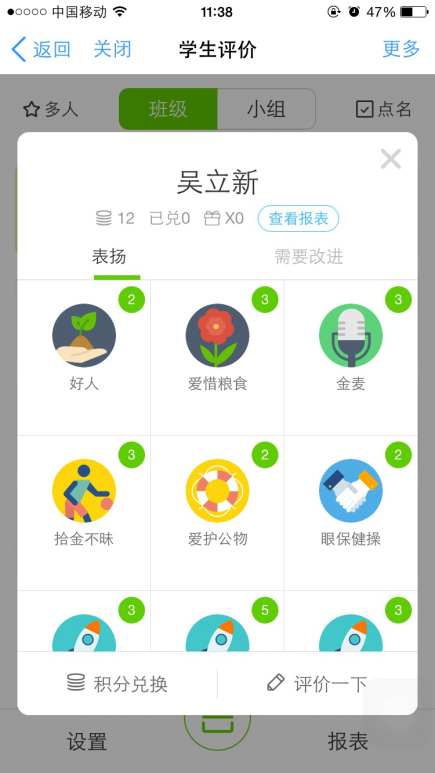 中国移动 11:38 47%
返回 关闭 学生评价 更多
多人 班级 小组 点名
吴立新
12 已兑0 X0 查看报表
表扬 需要改进
2 3 3
好人 爱惜粮食 金麦
3 2 2
拾金不昧 爱护公物 眼保健操
3 5 3
积分兑换 评价一下
设置 报表